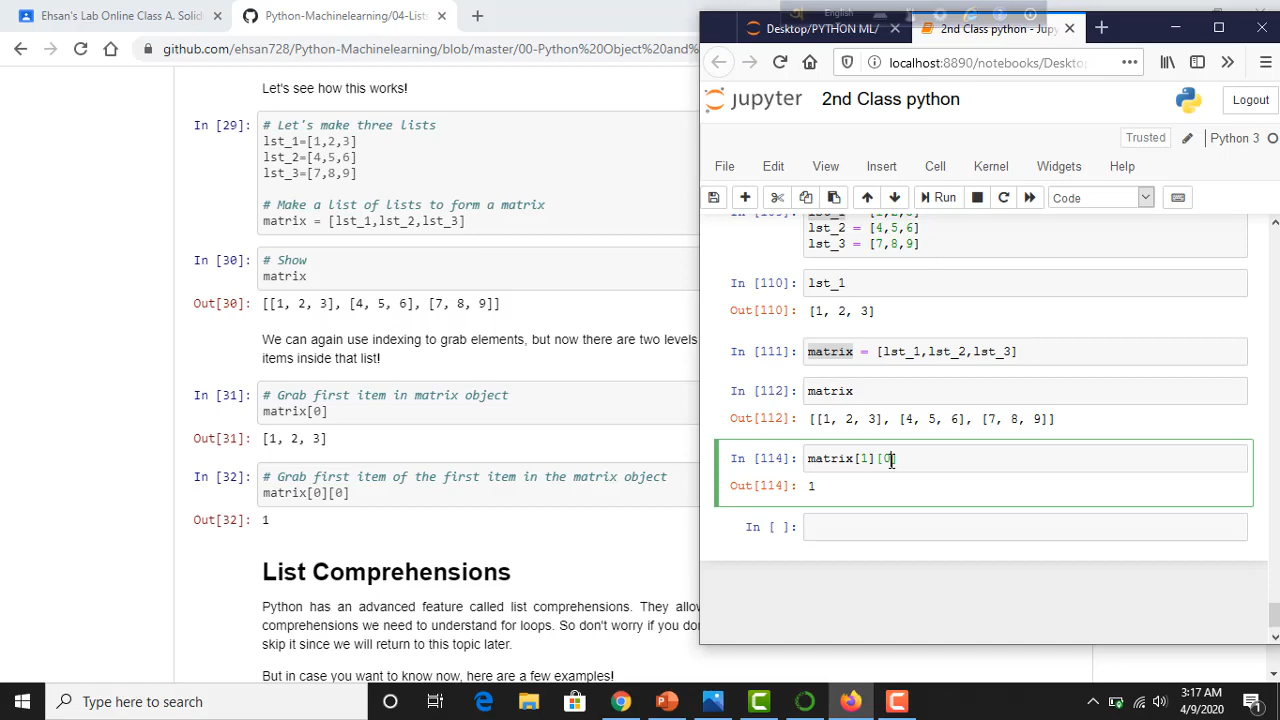 Ehsan's Lab Online:Class A. Solid
Python-Machinelearning/04-Lists
github.com/ehsan728/Python-Machinelearning/blob/master/00-Python%20Object%20and%
Let's see how this works!
In [29]:
# Let's make three lists
lst_1=[1,2,3]
lst_2=[4,5,6]
lst_3=[7,8,9]
# Make a list of lists to form a matrix
matrix = [lst_1,lst_2,lst_3]
In [30]:
# Show
matrix
Out[30]:
[[1, 2, 3], [4, 5, 6], [7, 8, 9]]
We can again use indexing to grab elements, but now there are two levels
items inside that list!
In [31]:
# Grab first item in matrix object
matrix[0]
Out[31]:
[1, 2, 3]
In [32]:
# Grab first item of the first item in the matrix object
matrix[0][0]
Out[32]:
1
List Comprehensions
Python has an advanced feature called list comprehensions. They allow
comprehensions we need to understand for loops. So don't worry if you don
skip it since we will return to this topic later.
But in case you want to know now, here are a few examples!
English
Desktop/PYTHON ML/
2nd Class python - Jupy
localhost:8890/notebooks/Deskto
jupyter
2nd Class python
Logout
Trusted
Python 3
File Edit View Insert Cell Kernel Widgets Help
Run
Code
lst_2 = [4,5,6]
lst_3 = [7,8,9]
In [110]:
lst_1
Out[110]:
[1, 2, 3]
In [111]:
matrix = [lst_1,lst_2,lst_3]
In [112]:
matrix
Out[112]:
[[1, 2, 3], [4, 5, 6], [7, 8, 9]]
In [114]:
matrix[1][0]
Out[114]:
1
In [ ]:
Type here to search
3:17 AM
4/9/2020